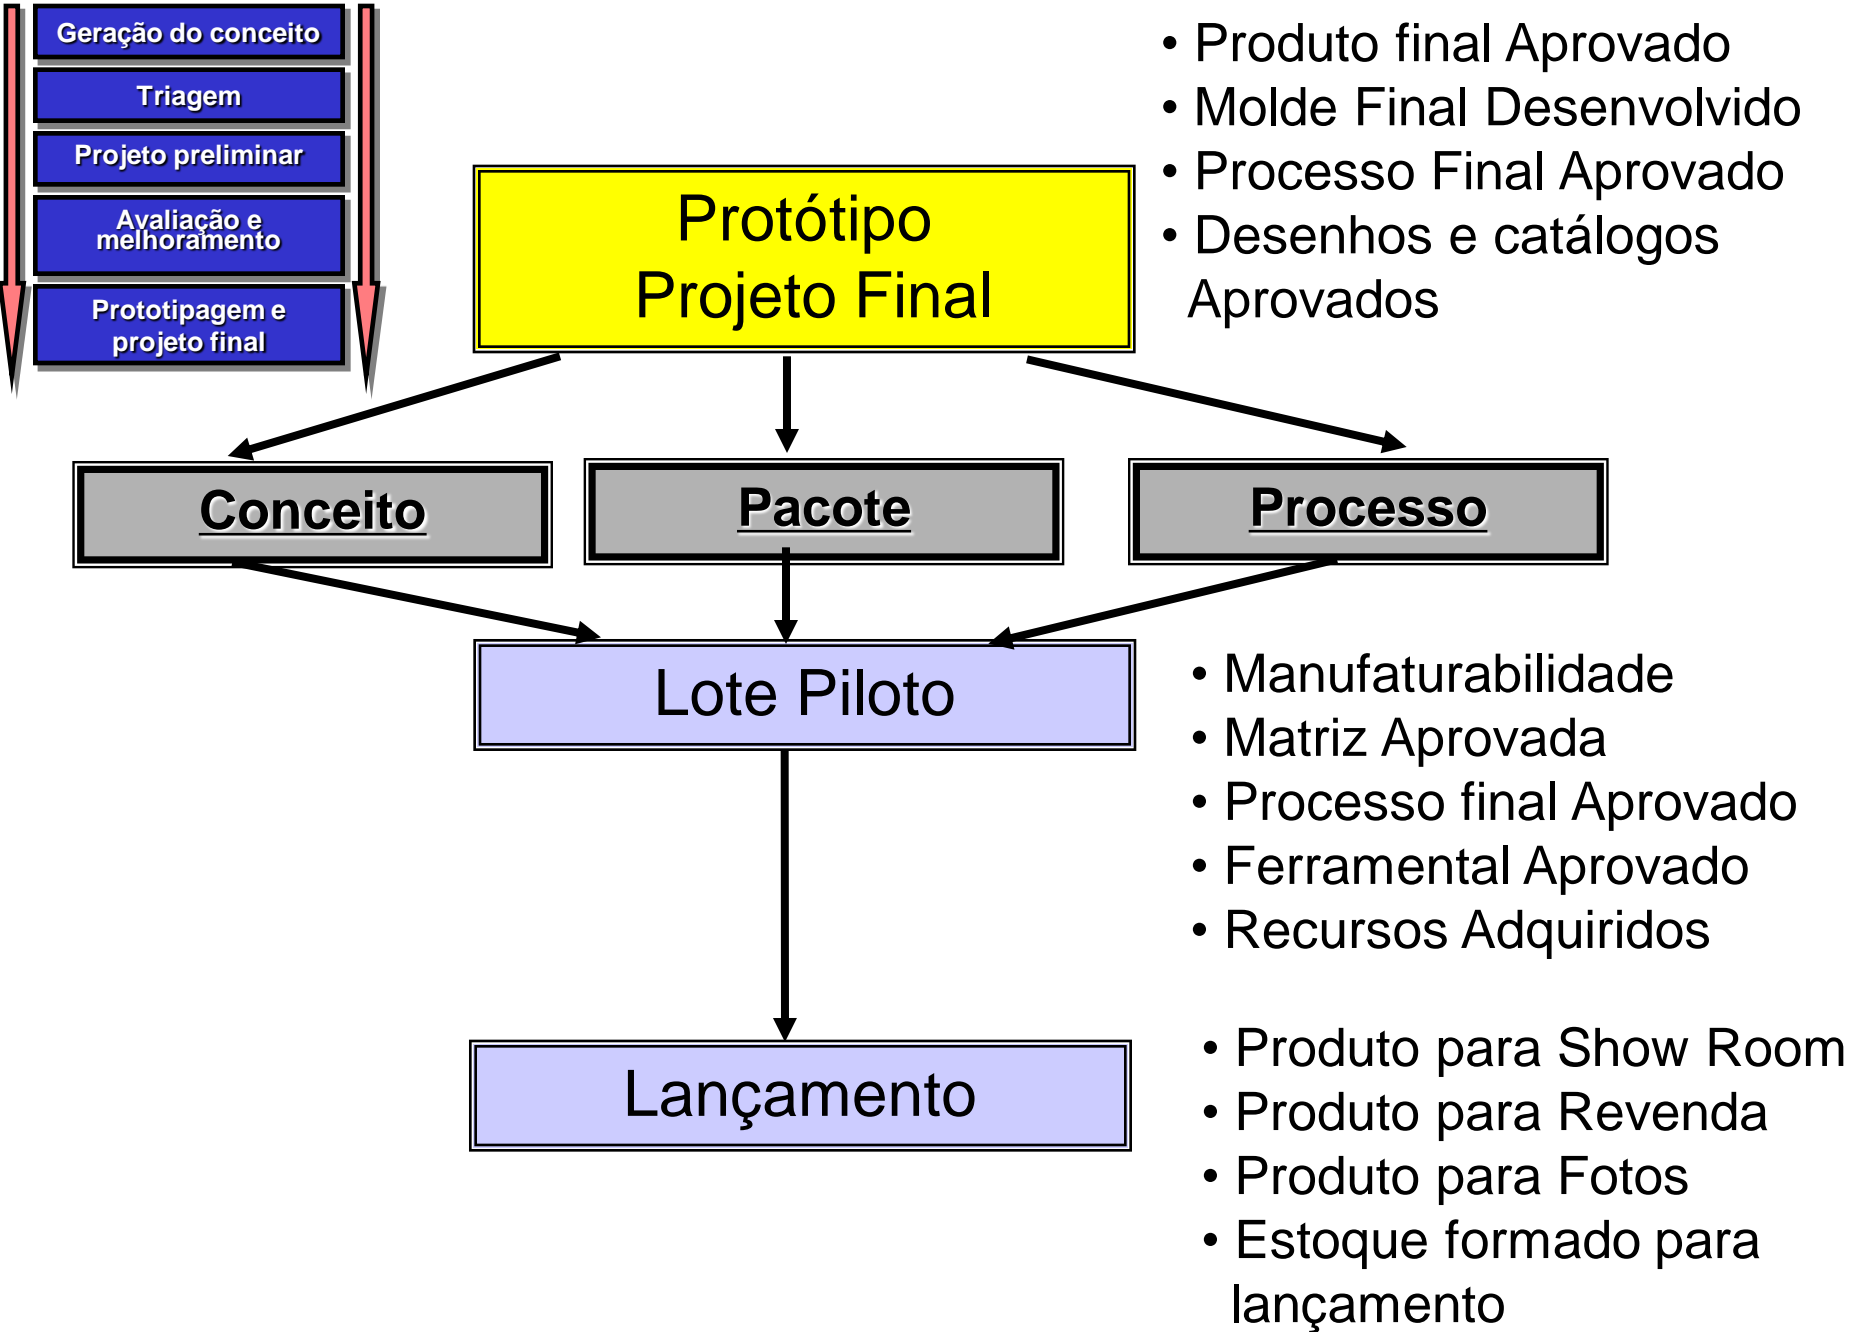 Geração do conceito
Triagem
Projeto preliminar
Avaliação e
melhoramento
Prototipagem e
projeto final
Protótipo
Projeto Final
• Produto final Aprovado
• Molde Final Desenvolvido
• Processo Final Aprovado
• Desenhos e catálogos
Aprovados
Conceito
Pacote
Processo
Lote Piloto
• Manufaturabilidade
• Matriz Aprovada
• Processo final Aprovado
• Ferramental Aprovado
• Recursos Adquiridos
Lançamento
• Produto para Show Room
• Produto para Revenda
• Produto para Fotos
• Estoque formado para
lançamento